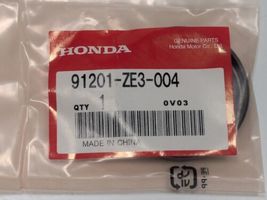 GENUINE PARTS
HONDA
Honda Motor Co., Ltd.
91201-ZE3-004
1
QTY
0V03
MADE IN CHINA